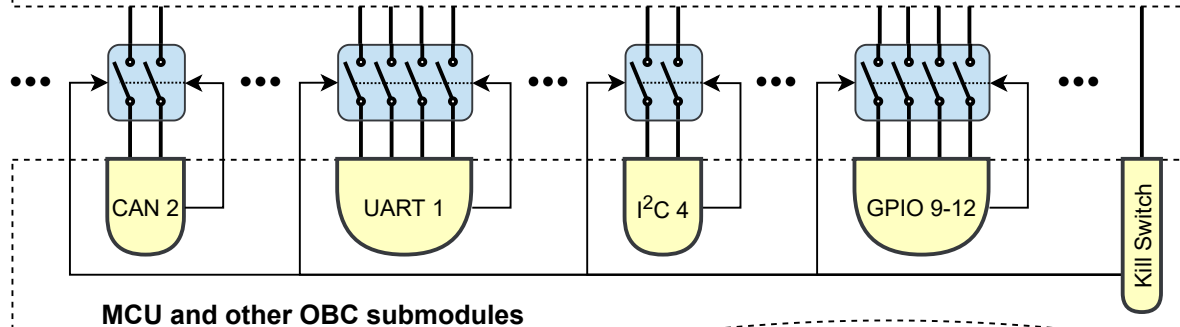 CAN 2
UART 1
I²C 4
GPIO 9-12
Kill Switch
MCU and other OBC submodules